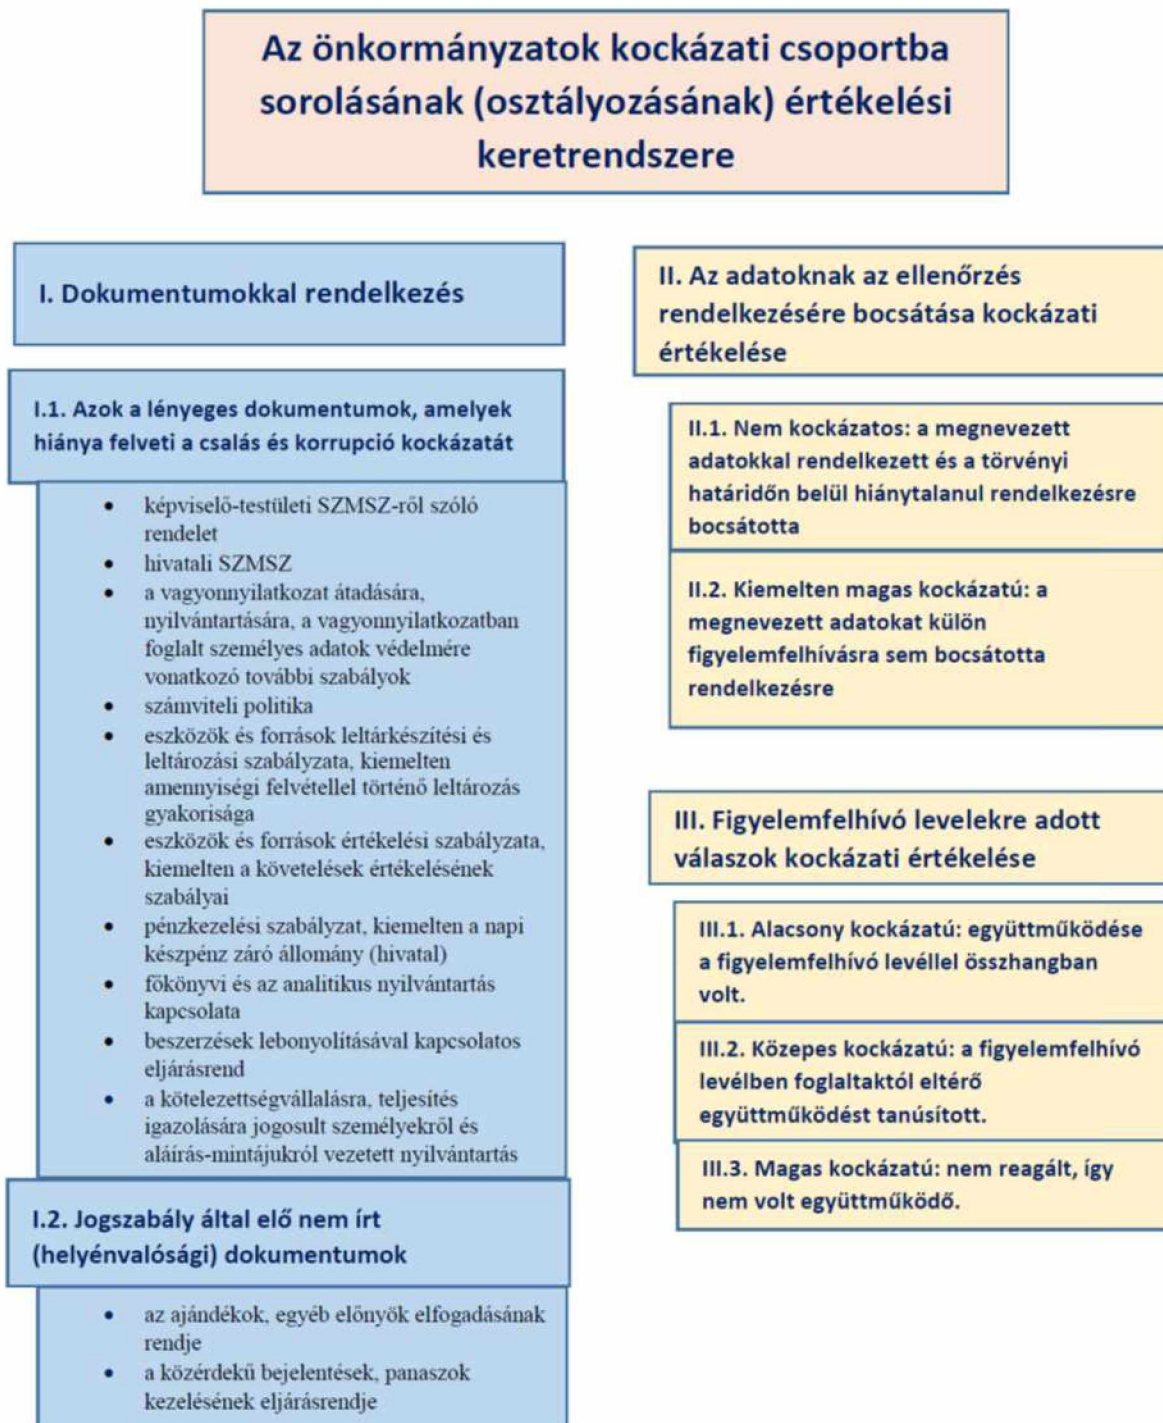 Az önkormányzatok kockázati csoportba
sorolásának (osztályozásának) értékelési
keretrendszere
I. Dokumentumokkal rendelkezés
I.1. Azok a lényeges dokumentumok, amelyek
hiánya felveti a csalás és korrupció kockázatát
• képviselő-testületi SZMSZ-ről szóló
rendelet
• hivatali SZMSZ
• a vagyonnyilatkozat átadására,
nyilvántartására, a vagyonnyilatkozatban
foglalt személyes adatok védelmére
vonatkozó további szabályok
• számviteli politika
• eszközök és források leltárkészítési és
leltározási szabályzata, kiemelten
amennyiségi felvétellel történő leltározás
gyakorisága
• eszközök és források értékelési szabályzata,
kiemelten a követelések értékelésének
szabályai
• pénzkezelési szabályzat, kiemelten a napi
készpénz záró állomány (hivatal)
• főkönyvi és az analitikus nyilvántartás
kapcsolata
• beszerzések lebonyolításával kapcsolatos
eljárásrend
• a kötelezettségvállalásra, teljesítés
igazolására jogosult személyekről és
aláírás-mintájukról vezetett nyilvántartás
I.2. Jogszabály által elő nem írt
(helyénvalósági) dokumentumok
• az ajándékok, egyéb előnyök elfogadásának
rendje
• a közérdekű bejelentések, panaszok
kezelésének eljárásrendje
II. Az adatoknak az ellenőrzés
rendelkezésére bocsátása kockázati
értékelése
II.1. Nem kockázatos: a megnevezett
adatokkal rendelkezett és a törvényi
határidőn belül hiánytalanul rendelkezésre
bocsátotta
II.2. Kiemelten magas kockázatú: a
megnevezett adatokat külön
figyelemfelhívásra sem bocsátotta
rendelkezésre
III. Figyelemfelhívó levelekre adott
válaszok kockázati értékelése
III.1. Alacsony kockázatú: együttműködése
a figyelemfelhívó levéllel összhangban
volt.
III.2. Közepes kockázatú: a figyelemfelhívó
levélben foglaltaktól eltérő
együttműködést tanúsított.
III.3. Magas kockázatú: nem reagált, így
nem volt együttműködő.